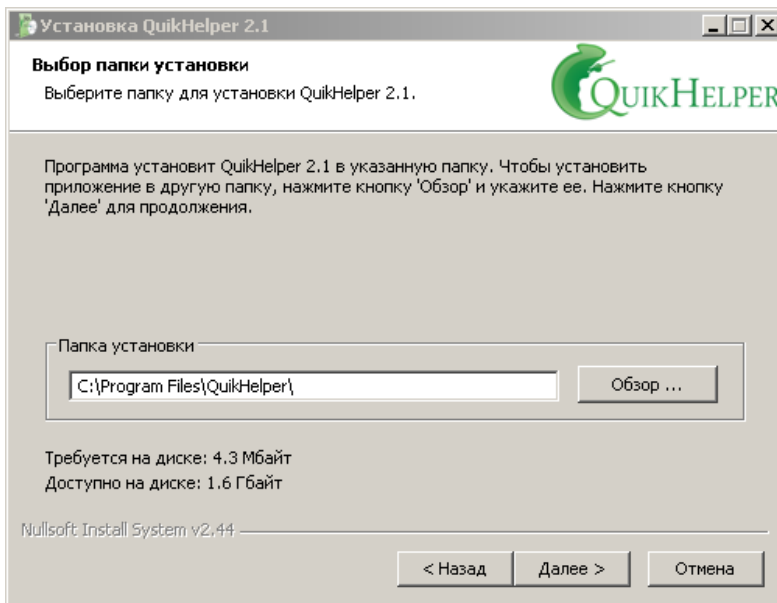 Установка QuikHelper 2.1
Выбор папки установки
Выберите папку для установки QuikHelper 2.1.
QUIKHELPER
Программа установит QuikHelper 2.1 в указанную папку. Чтобы установить
приложение в другую папку, нажмите кнопку 'Обзор' и укажите ее. Нажмите кнопку
'Далее' для продолжения.
Папка установки
C:\Program Files\QuikHelper\
Обзор ...
Требуется на диске: 4.3 Мбайт
Доступно на диске: 1.6 Гбайт
Nullsoft Install System v2.44
< Назад
Далее >
Отмена